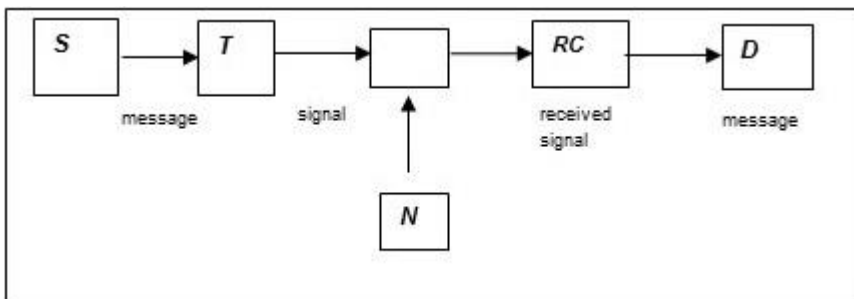 S
T
RC
D
message
signal
received
signal
message
N